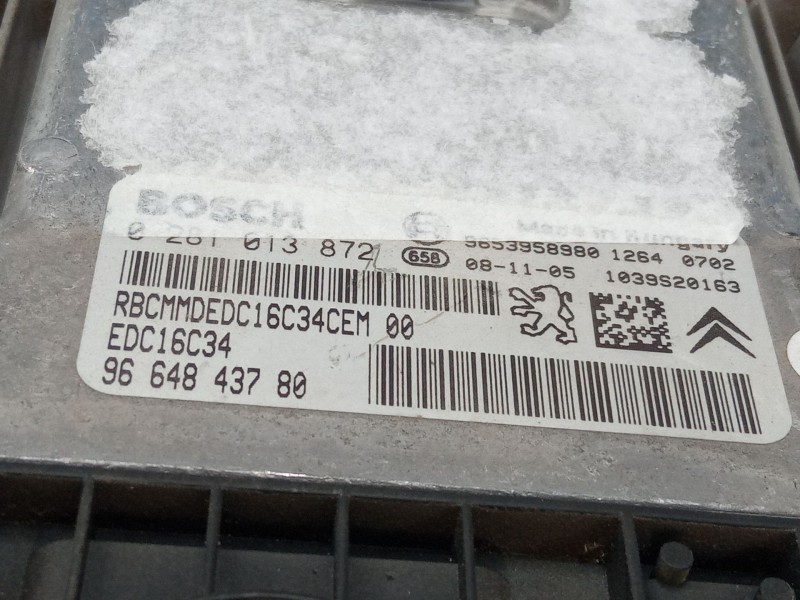 BOSCH
Made in Hungary
0 281 013 872
9653958980 1264 0702
65B 08-11-05 1039S20163
RBCMMDEDC16C34CEM 00
EDC16C34
96 648 437 80